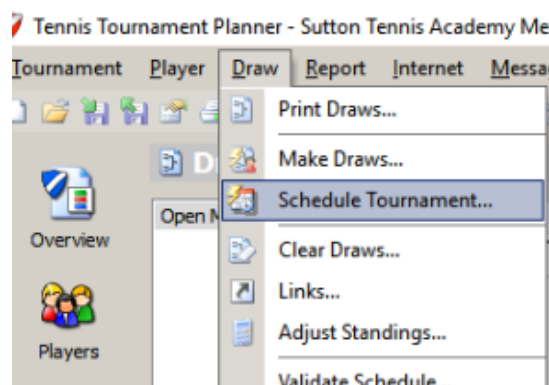 Tennis Tournament Planner - Sutton Tennis Academy Me
Tournament Player Draw Report Internet Messa
Print Draws...
D
Make Draws...
Schedule Tournament...
Open M
Overview
Clear Draws...
Links...
Adjust Standings...
Players
Validate Schedule...